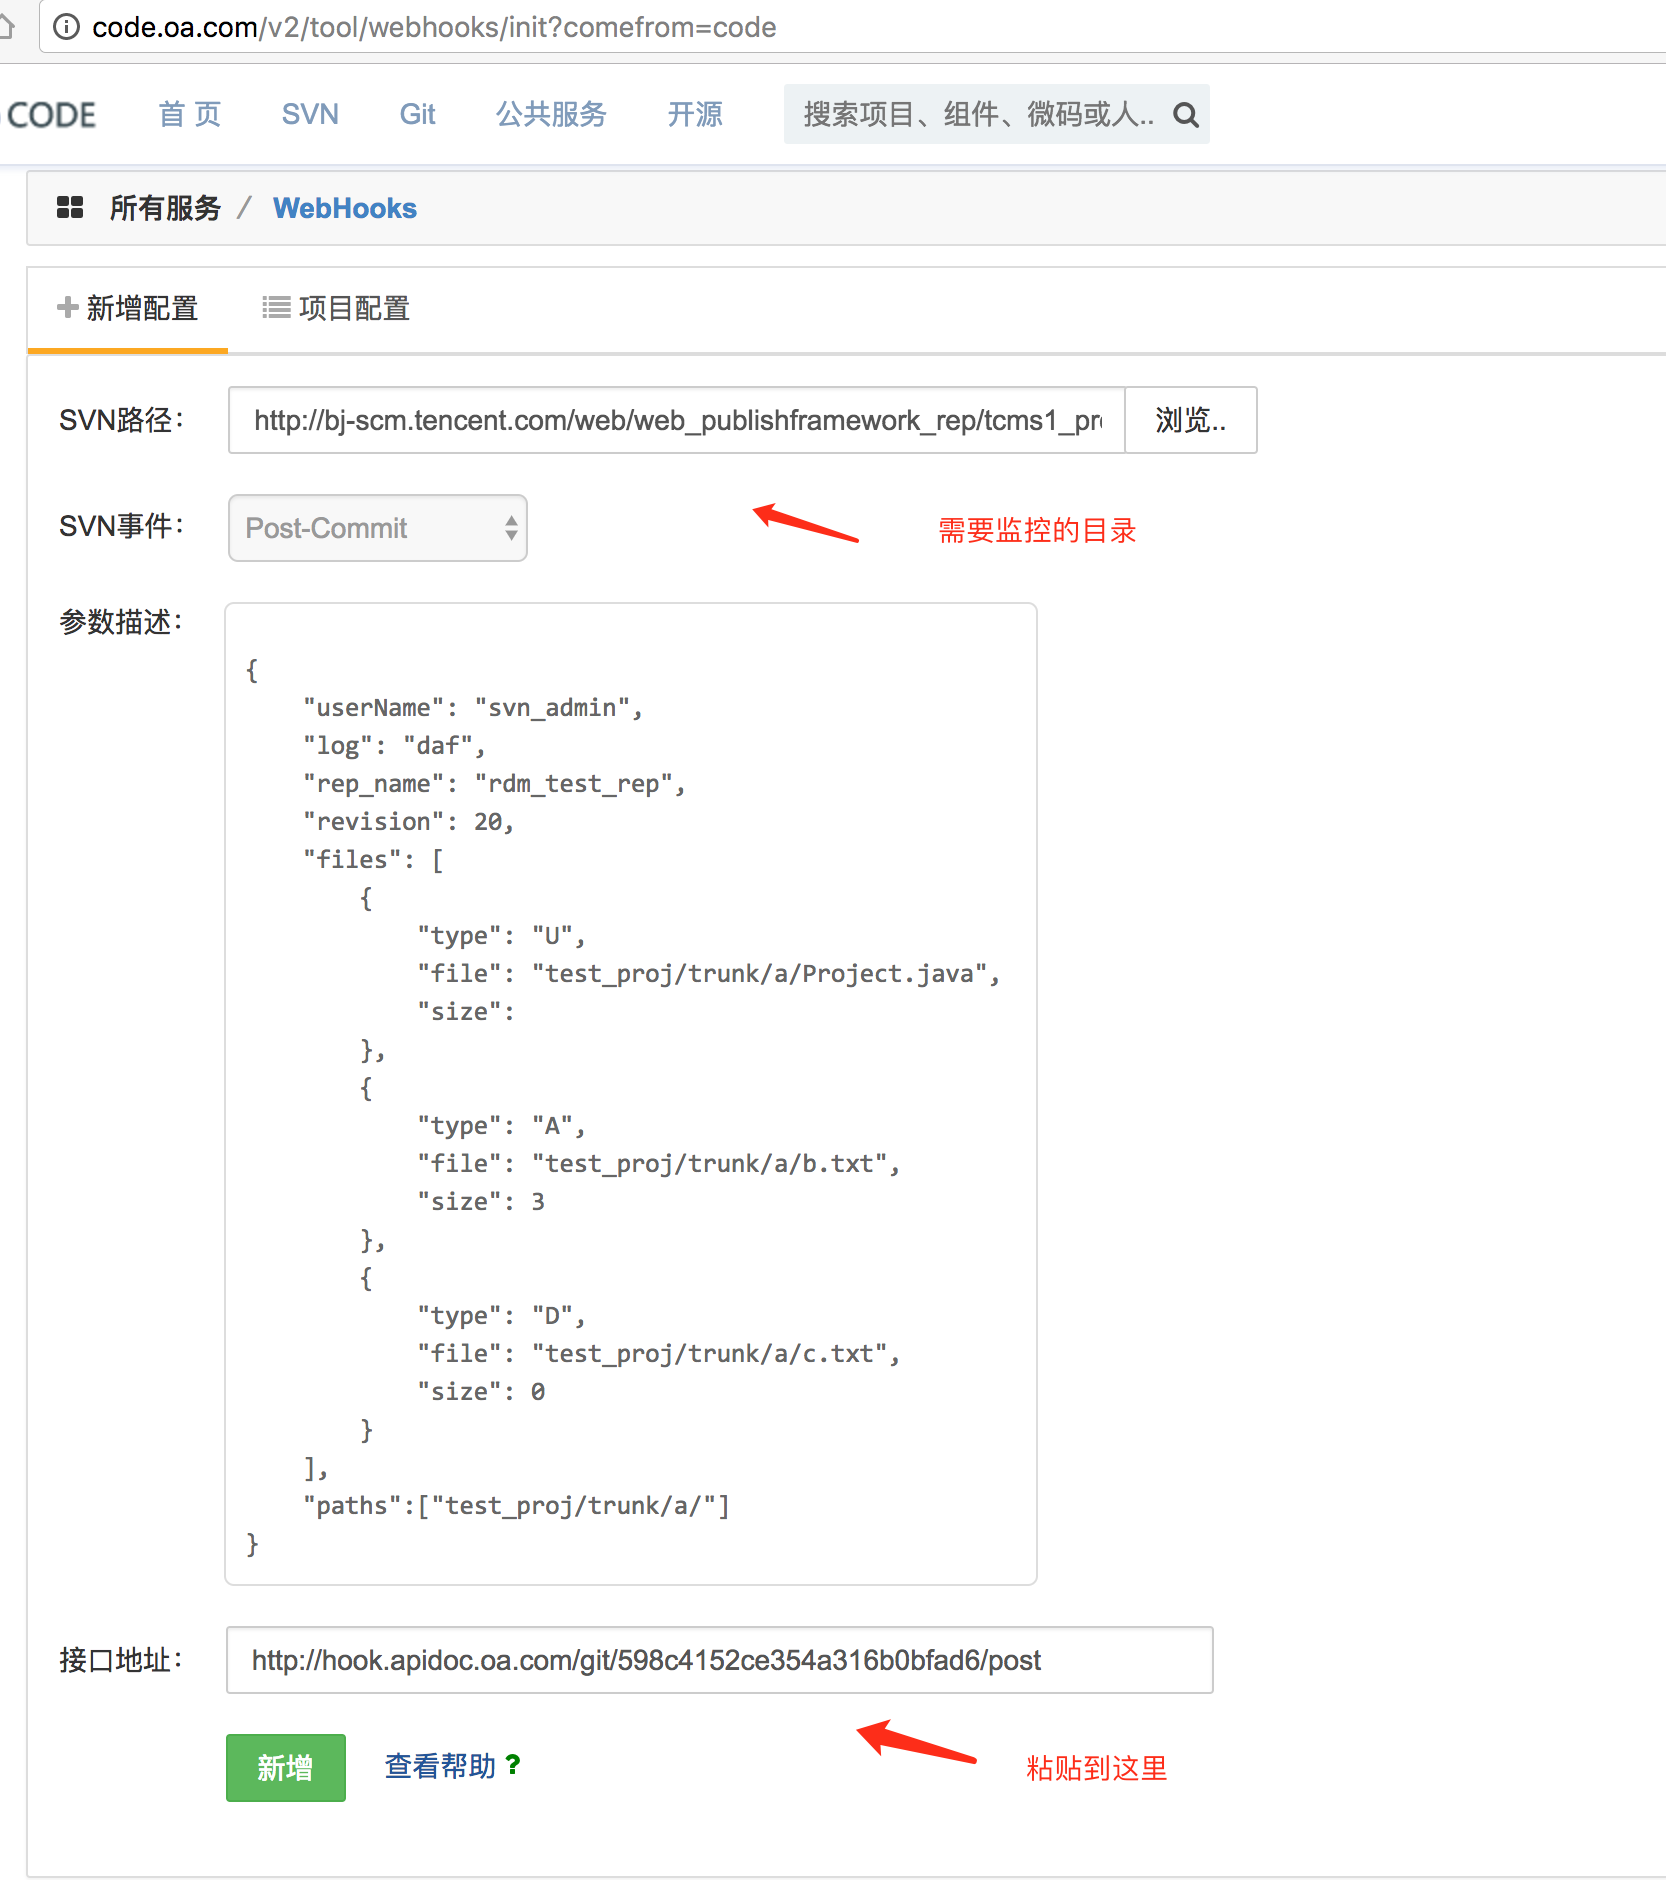 code.oa.com/v2/tool/webhooks/init?comefrom=code
CODE 首页 SVN Git 公共服务 开源 搜索项目、组件、微码或人..
所有服务 / WebHooks
新增配置 项目配置
SVN路径： http://bj-scm.tencent.com/web/web_publishframework_rep/tcms1_pr 浏览..
SVN事件： Post-Commit 需要监控的目录
参数描述：
{
    "userName": "svn_admin",
    "log": "daf",
    "rep_name": "rdm_test_rep",
    "revision": 20,
    "files": [
        {
            "type": "U",
            "file": "test_proj/trunk/a/Project.java",
            "size":
        },
        {
            "type": "A",
            "file": "test_proj/trunk/a/b.txt",
            "size": 3
        },
        {
            "type": "D",
            "file": "test_proj/trunk/a/c.txt",
            "size": 0
        }
    ],
    "paths":["test_proj/trunk/a/"]
}
接口地址： http://hook.apidoc.oa.com/git/598c4152ce354a316b0bfad6/post
新增 查看帮助 ? 粘贴到这里